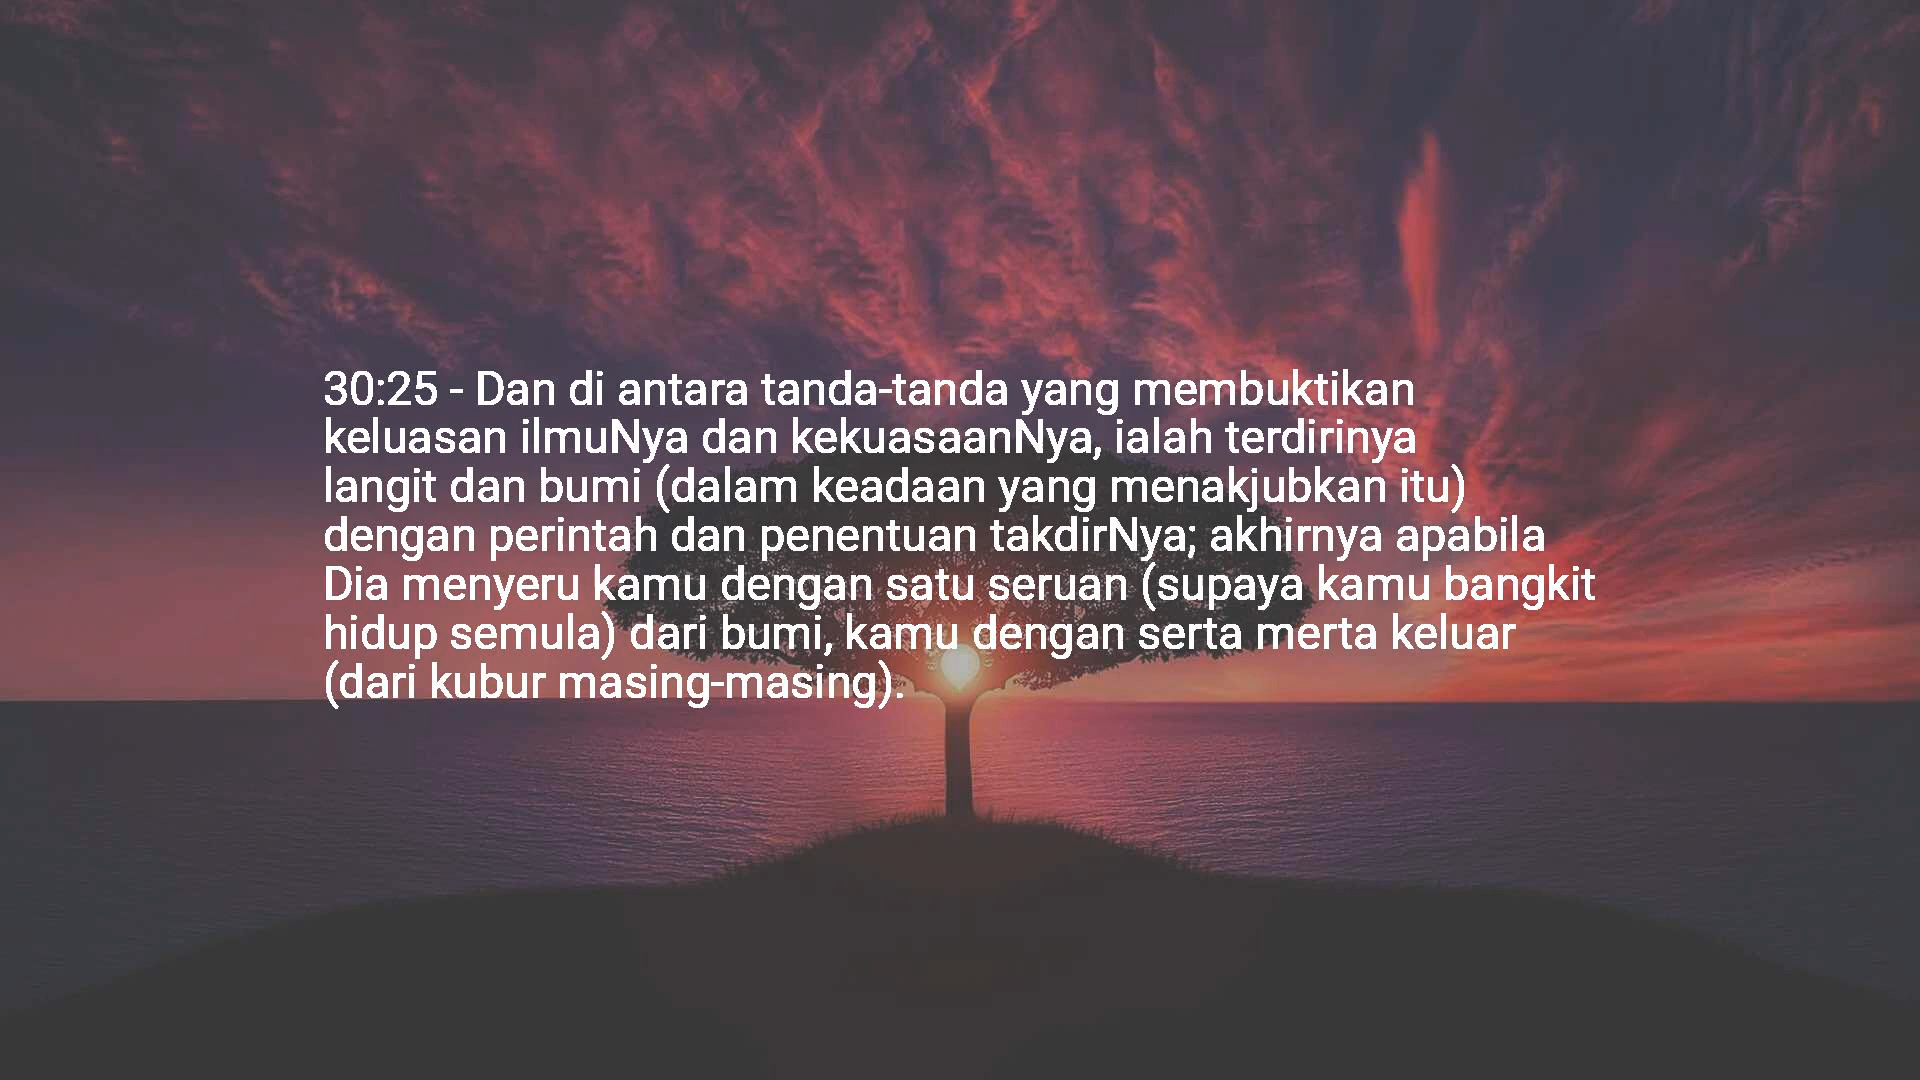 30:25 - Dan di antara tanda-tanda yang membuktikan
keluasan ilmuNya dan kekuasaanNya, ialah terdirinya
langit dan bumi (dalam keadaan yang menakjubkan itu)
dengan perintah dan penentuan takdirNya; akhirnya apabila
Dia menyeru kamu dengan satu seruan (supaya kamu bangkit
hidup semula) dari bumi, kamu dengan serta merta keluar
(dari kubur masing-masing).